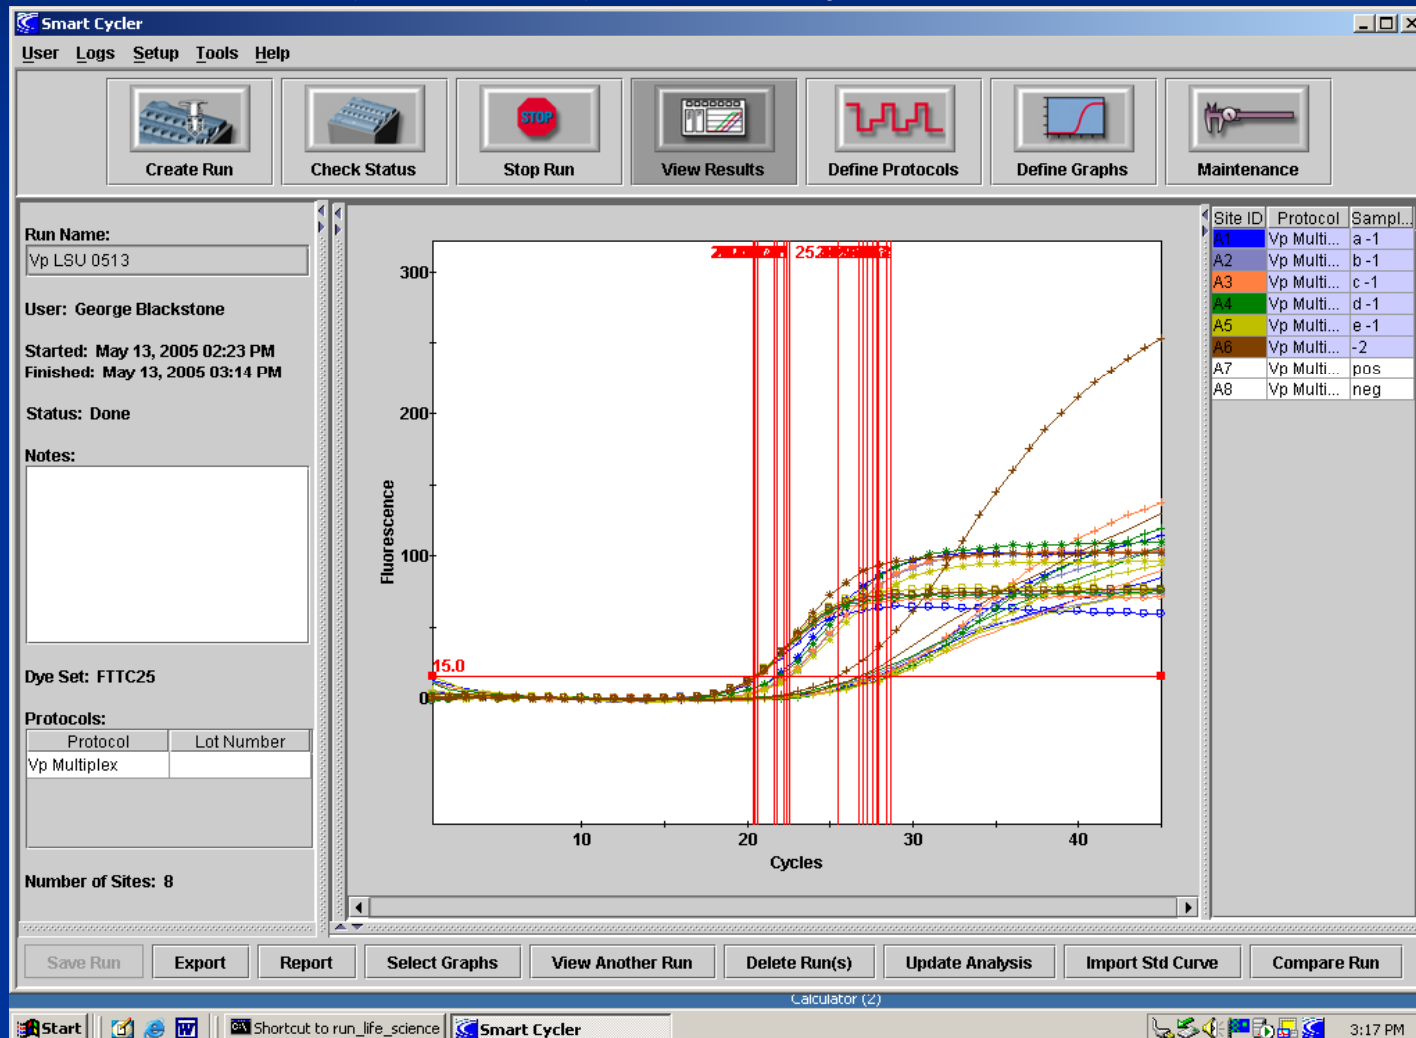 Smart Cycler
User Logs Setup Tools Help
STOP
Create Run Check Status Stop Run View Results Define Protocols Define Graphs Maintenance
Run Name:
Vp LSU 0513
User: George Blackstone
Started: May 13, 2005 02:23 PM
Finished: May 13, 2005 03:14 PM
Status: Done
Notes:
Dye Set: FTTC25
Protocols:
Protocol Lot Number
Vp Multiplex
Number of Sites: 8
300
200
100
0
15.0
Fluorescence
10 20 30 40
Cycles
Site ID Protocol Sampl...
A1 Vp Multi... a -1
A2 Vp Multi... b -1
A3 Vp Multi... c -1
A4 Vp Multi... d -1
A5 Vp Multi... e -1
A6 Vp Multi... -2
A7 Vp Multi... pos
A8 Vp Multi... neg
Save Run Export Report Select Graphs View Another Run Delete Run(s) Update Analysis Import Std Curve Compare Run
Calculator (2)
Start Shortcut to run_life_science Smart Cycler 3:17 PM